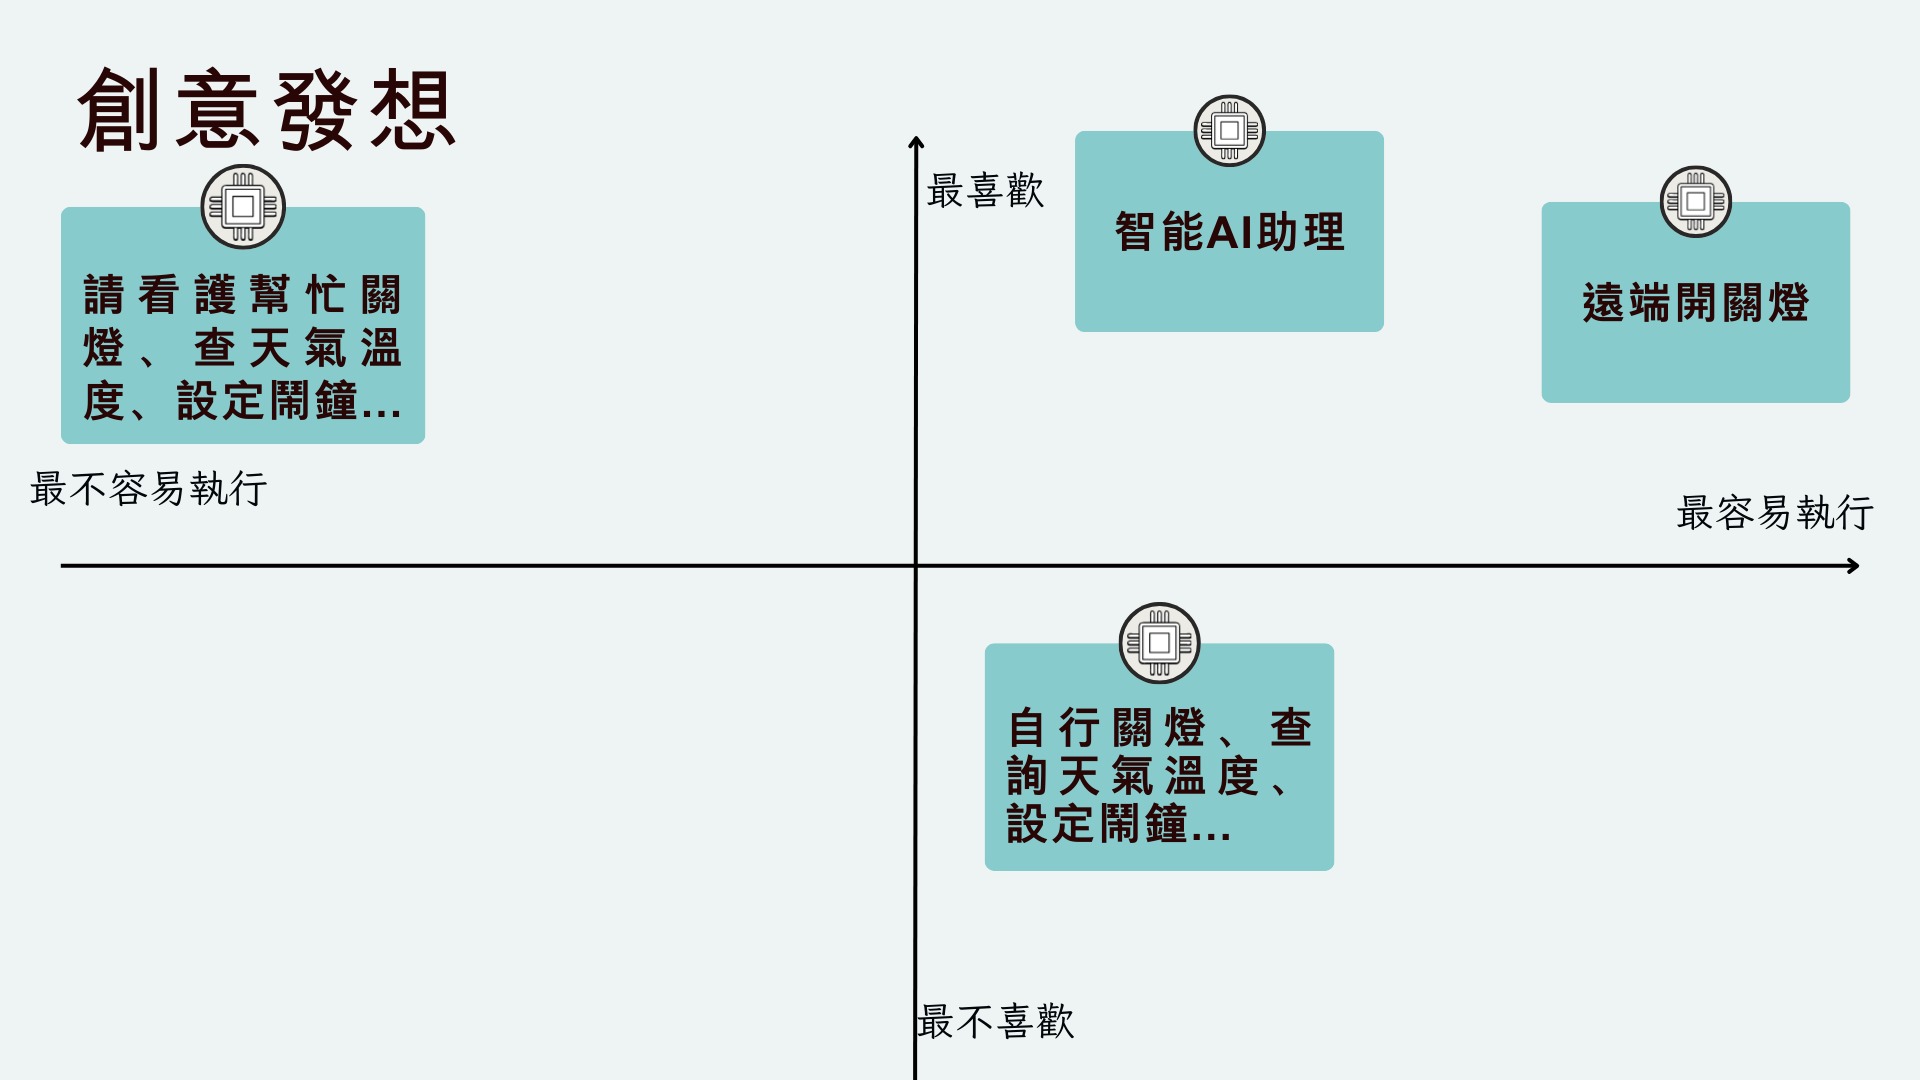 創意發想
請看護幫忙關
燈、查天氣溫
度、設定鬧鐘...
最不容易執行
最喜歡
智能AI助理
遠端開關燈
最容易執行
自行關燈、查
詢天氣溫度、
設定鬧鐘...
最不喜歡